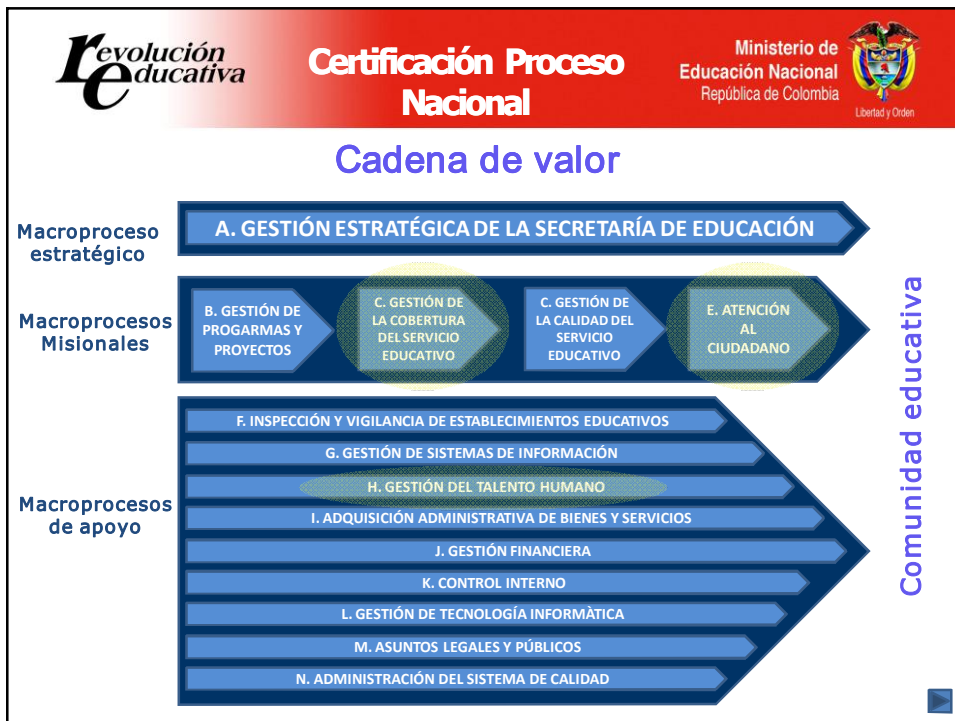 revolución
educativa
Certificación Proceso
Nacional
Ministerio de
Educación Nacional
República de Colombia
Libertad y Orden
Cadena de valor
Macroproceso
estratégico
A. GESTIÓN ESTRATÉGICA DE LA SECRETARÍA DE EDUCACIÓN
Macroprocesos
Misionales
B. GESTIÓN DE
PROGARMAS Y
PROYECTOS
C. GESTIÓN DE
LA COBERTURA
DEL SERVICIO
EDUCATIVO
C. GESTIÓN DE
LA CALIDAD DEL
SERVICIO
EDUCATIVO
E. ATENCIÓN
AL
CIUDADANO
Macroprocesos
de apoyo
F. INSPECCIÓN Y VIGILANCIA DE ESTABLECIMIENTOS EDUCATIVOS
G. GESTIÓN DE SISTEMAS DE INFORMACIÓN
H. GESTIÓN DEL TALENTO HUMANO
I. ADQUISICIÓN ADMINISTRATIVA DE BIENES Y SERVICIOS
J. GESTIÓN FINANCIERA
K. CONTROL INTERNO
L. GESTIÓN DE TECNOLOGÍA INFORMÀTICA
M. ASUNTOS LEGALES Y PÚBLICOS
N. ADMINISTRACIÓN DEL SISTEMA DE CALIDAD
Comunidad educativa